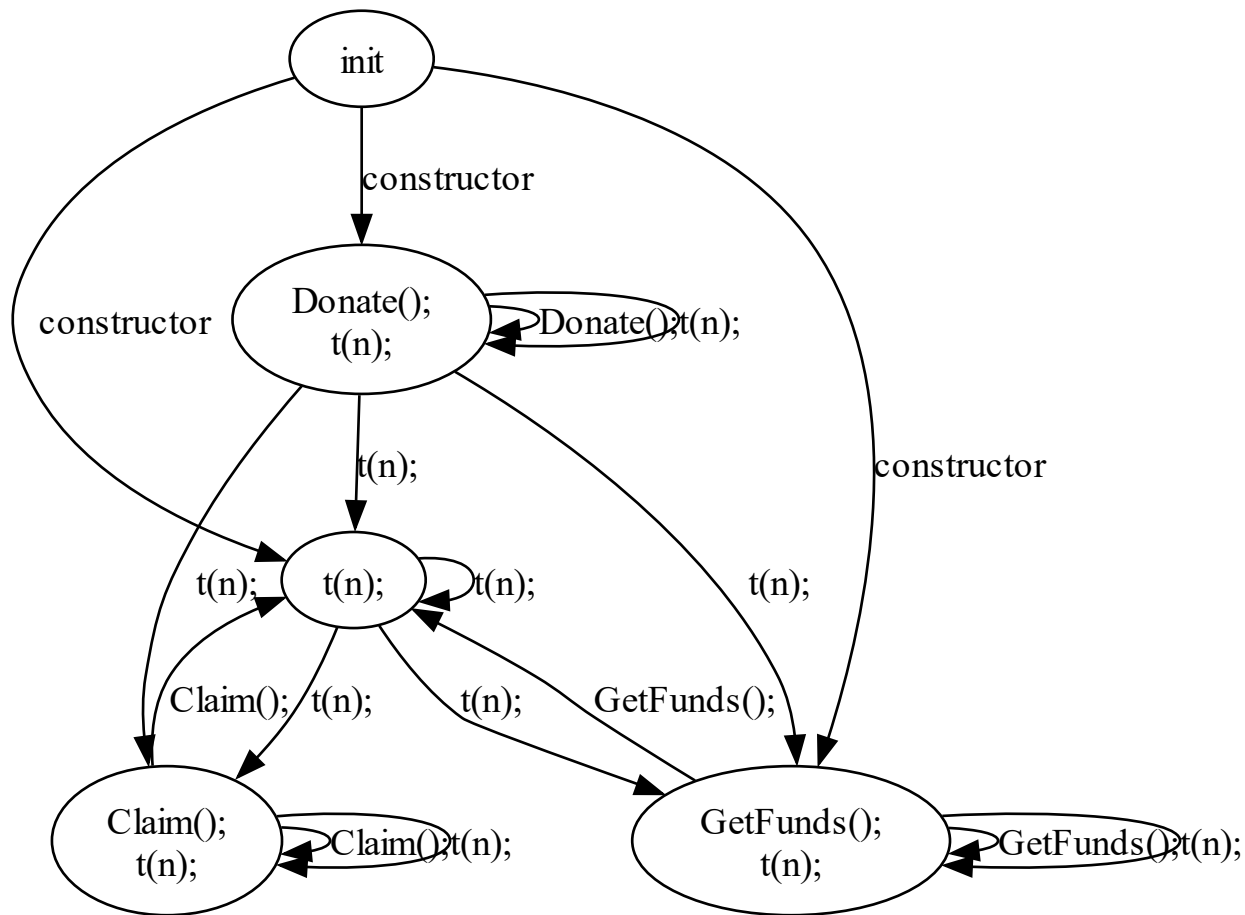 init
constructor
constructor
Donate();
t(n);
Donate();
t(n);
t(n);
constructor
t(n);
t(n);
t(n);
t(n);
Claim();
t(n);
t(n);
GetFunds();
Claim();
t(n);
Claim();
t(n);
GetFunds();
t(n);
GetFunds();
t(n);